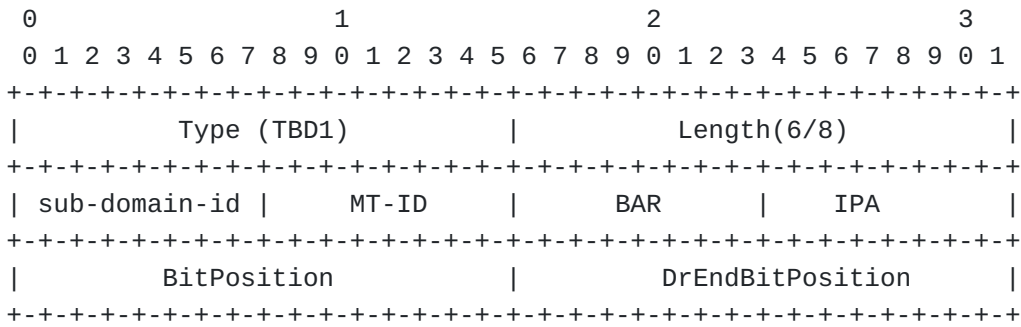 0                   1                   2                   3
 0 1 2 3 4 5 6 7 8 9 0 1 2 3 4 5 6 7 8 9 0 1 2 3 4 5 6 7 8 9 0 1
+-+-+-+-+-+-+-+-+-+-+-+-+-+-+-+-+-+-+-+-+-+-+-+-+-+-+-+-+-+-+-+-+
|          Type (TBD1)          |          Length(6/8)          |
+-+-+-+-+-+-+-+-+-+-+-+-+-+-+-+-+-+-+-+-+-+-+-+-+-+-+-+-+-+-+-+-+
| sub-domain-id |     MT-ID     |      BAR      |    IPA        |
+-+-+-+-+-+-+-+-+-+-+-+-+-+-+-+-+-+-+-+-+-+-+-+-+-+-+-+-+-+-+-+-+
|         BitPosition           |         DrEndBitPosition      |
+-+-+-+-+-+-+-+-+-+-+-+-+-+-+-+-+-+-+-+-+-+-+-+-+-+-+-+-+-+-+-+-+